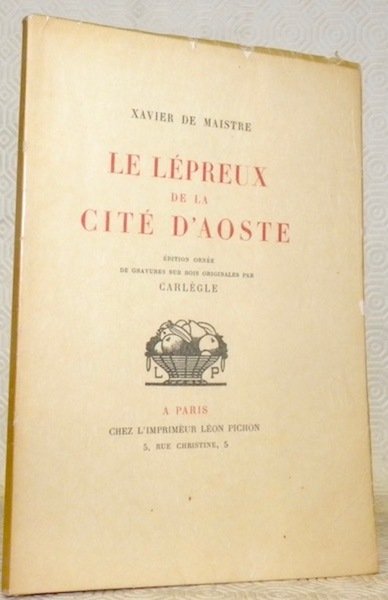 XAVIER DE MAISTRE
LE LÉPREUX
DE LA
CITÉ D'AOSTE
ÉDITION ORNÉE
DE GRAVURES SUR BOIS ORIGINALES PAR
CARLÈGLE
L P
A PARIS
CHEZ L'IMPRIMEUR LÉON PICHON
5, RUE CHRISTINE, 5